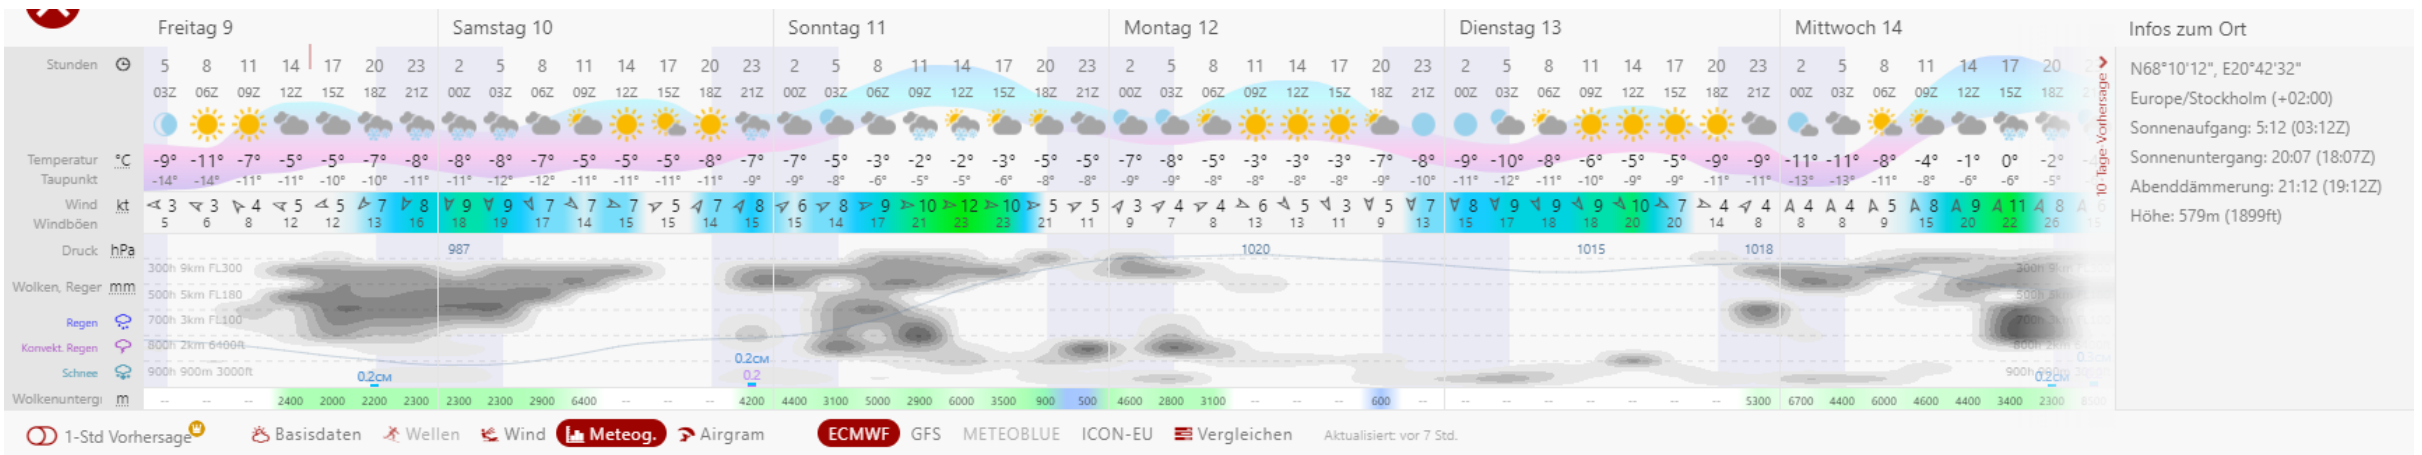 Freitag 9 Samstag 10 Sonntag 11 Montag 12 Dienstag 13 Mittwoch 14 Infos zum Ort
Stunden 5 8 11 14 17 20 23 2 5 8 11 14 17 20 23 2 5 8 11 14 17 20 23 2 5 8 11 14 17 20 23 2 5 8 11 14 17 20 23 2 5 8 11 14 17 20
03Z 06Z 09Z 12Z 15Z 18Z 21Z 00Z 03Z 06Z 09Z 12Z 15Z 18Z 21Z 00Z 03Z 06Z 09Z 12Z 15Z 18Z 21Z 00Z 03Z 06Z 09Z 12Z 15Z 18Z 21Z 00Z 03Z 06Z 09Z 12Z 15Z 18Z 21Z 00Z 03Z 06Z 09Z 12Z 15Z 18Z
Temperatur °C -9° -11° -7° -5° -5° -7° -8° -8° -8° -5° -5° -5° -5° -8° -7° -7° -5° -3° -2° -2° -3° -5° -5° -7° -8° -5° -3° -3° -3° -7° -8° -9° -10° -8° -6° -5° -5° -9° -9° -11° -11° -8° -4° -1° 0° -2°
Taupunkt -14° -14° -11° -11° -10° -10° -11° -11° -12° -12° -11° -11° -11° -11° -9° -9° -8° -6° -5° -5° -6° -8° -8° -9° -9° -8° -8° -8° -8° -9° -10° -11° -12° -11° -10° -9° -9° -11° -11° -13° -13° -11° -8° -6° -6° -5°
Wind kt 3 3 4 5 5 7 8 9 9 7 7 7 5 7 8 6 8 9 10 12 10 5 5 3 4 4 6 5 3 5 7 8 9 9 9 10 7 4 4 4 4 5 8 9 11 8 6
Windböen 5 6 8 12 12 13 16 18 19 17 14 15 15 14 15 15 14 17 21 23 23 21 11 9 7 8 13 13 11 9 13 15 17 18 18 20 20 14 8 8 8 9 15 20 22 26 15
Druck hPa 987 1020 1015 1018
300h 9km FL300
Wolken, Reger mm
500h 5km FL180
Regen
700h 3km FL100
Konvekt. Regen
800h 2km 6400ft
Schnee
900h 900m 3000ft
0.2см
0.2см
0.2
0.2см
Wolkenunterg m -- -- -- 2400 2000 2200 2300 2300 2300 2900 6400 -- -- -- 4200 4400 3100 5000 2900 6000 3500 900 500 4600 2800 3100 -- -- -- 600 -- -- -- -- -- -- -- -- 5300 6700 4400 6000 4600 4400 3400 2300
10-Tage-Vorhersage
N68°10'12", E20°42'32"
Europe/Stockholm (+02:00)
Sonnenaufgang: 5:12 (03:12Z)
Sonnenuntergang: 20:07 (18:07Z)
Abenddämmerung: 21:12 (19:12Z)
Höhe: 579m (1899ft)
1-Std Vorhersage Basisdaten Wellen Wind Meteog. Airgram ECMWF GFS METEOBLUE ICON-EU Vergleichen Aktualisiert: vor 7 Std.